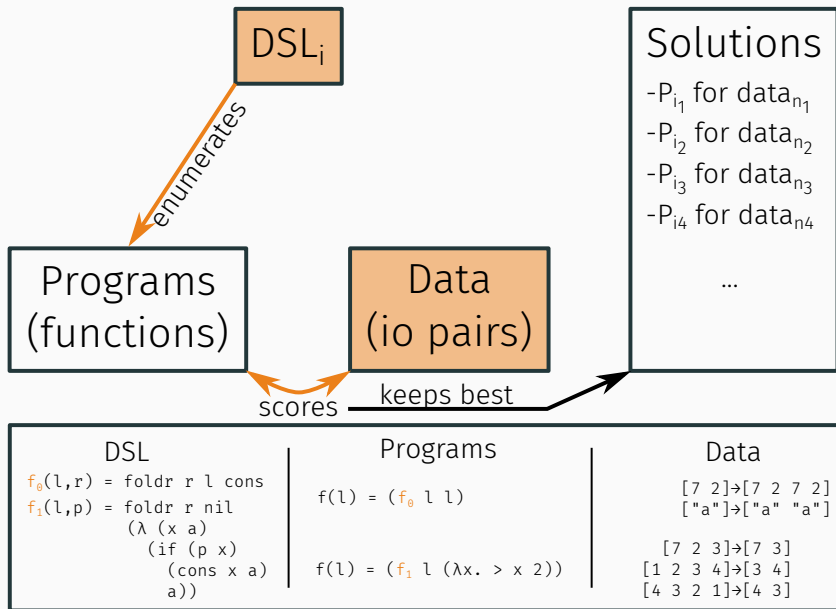 DSLi
enumerates
Programs
(functions)
Data
(io pairs)
scores
keeps best
Solutions
-Pi1 for datan1
-Pi2 for datan2
-Pi3 for datan3
-Pi4 for datan4
...
DSL
f0(l,r) = foldr r l cons
f1(l,p) = foldr r nil
(λ (x a)
(if (p x)
(cons x a)
a))
Programs
f(l) = (f0 l l)
f(l) = (f1 l (λx. > x 2))
Data
[7 2]→[7 2 7 2]
["a"]→["a" "a"]
[7 2 3]→[7 3]
[1 2 3 4]→[3 4]
[4 3 2 1]→[4 3]